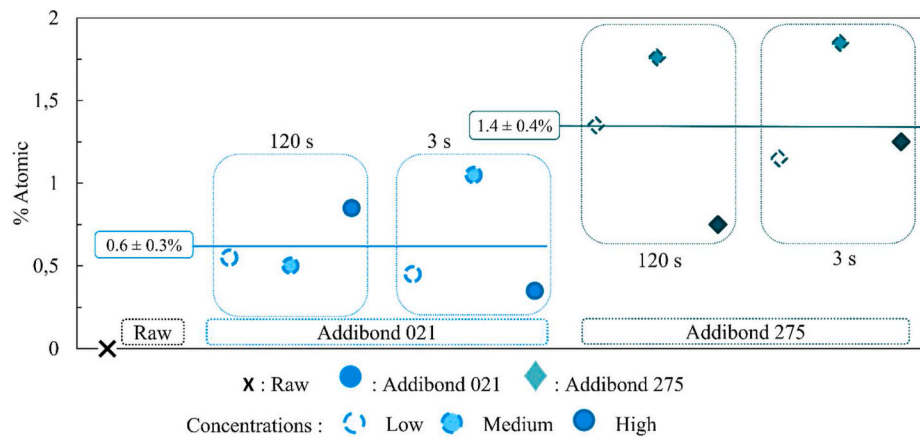 2
1,5
1
0,5
0
% Atomic
120 s
3 s
1.4 ± 0.4%
0.6 ± 0.3%
120 s
3 s
Raw
Addibond 021
Addibond 275
X : Raw
: Addibond 021
: Addibond 275
Concentrations :
Low
Medium
High